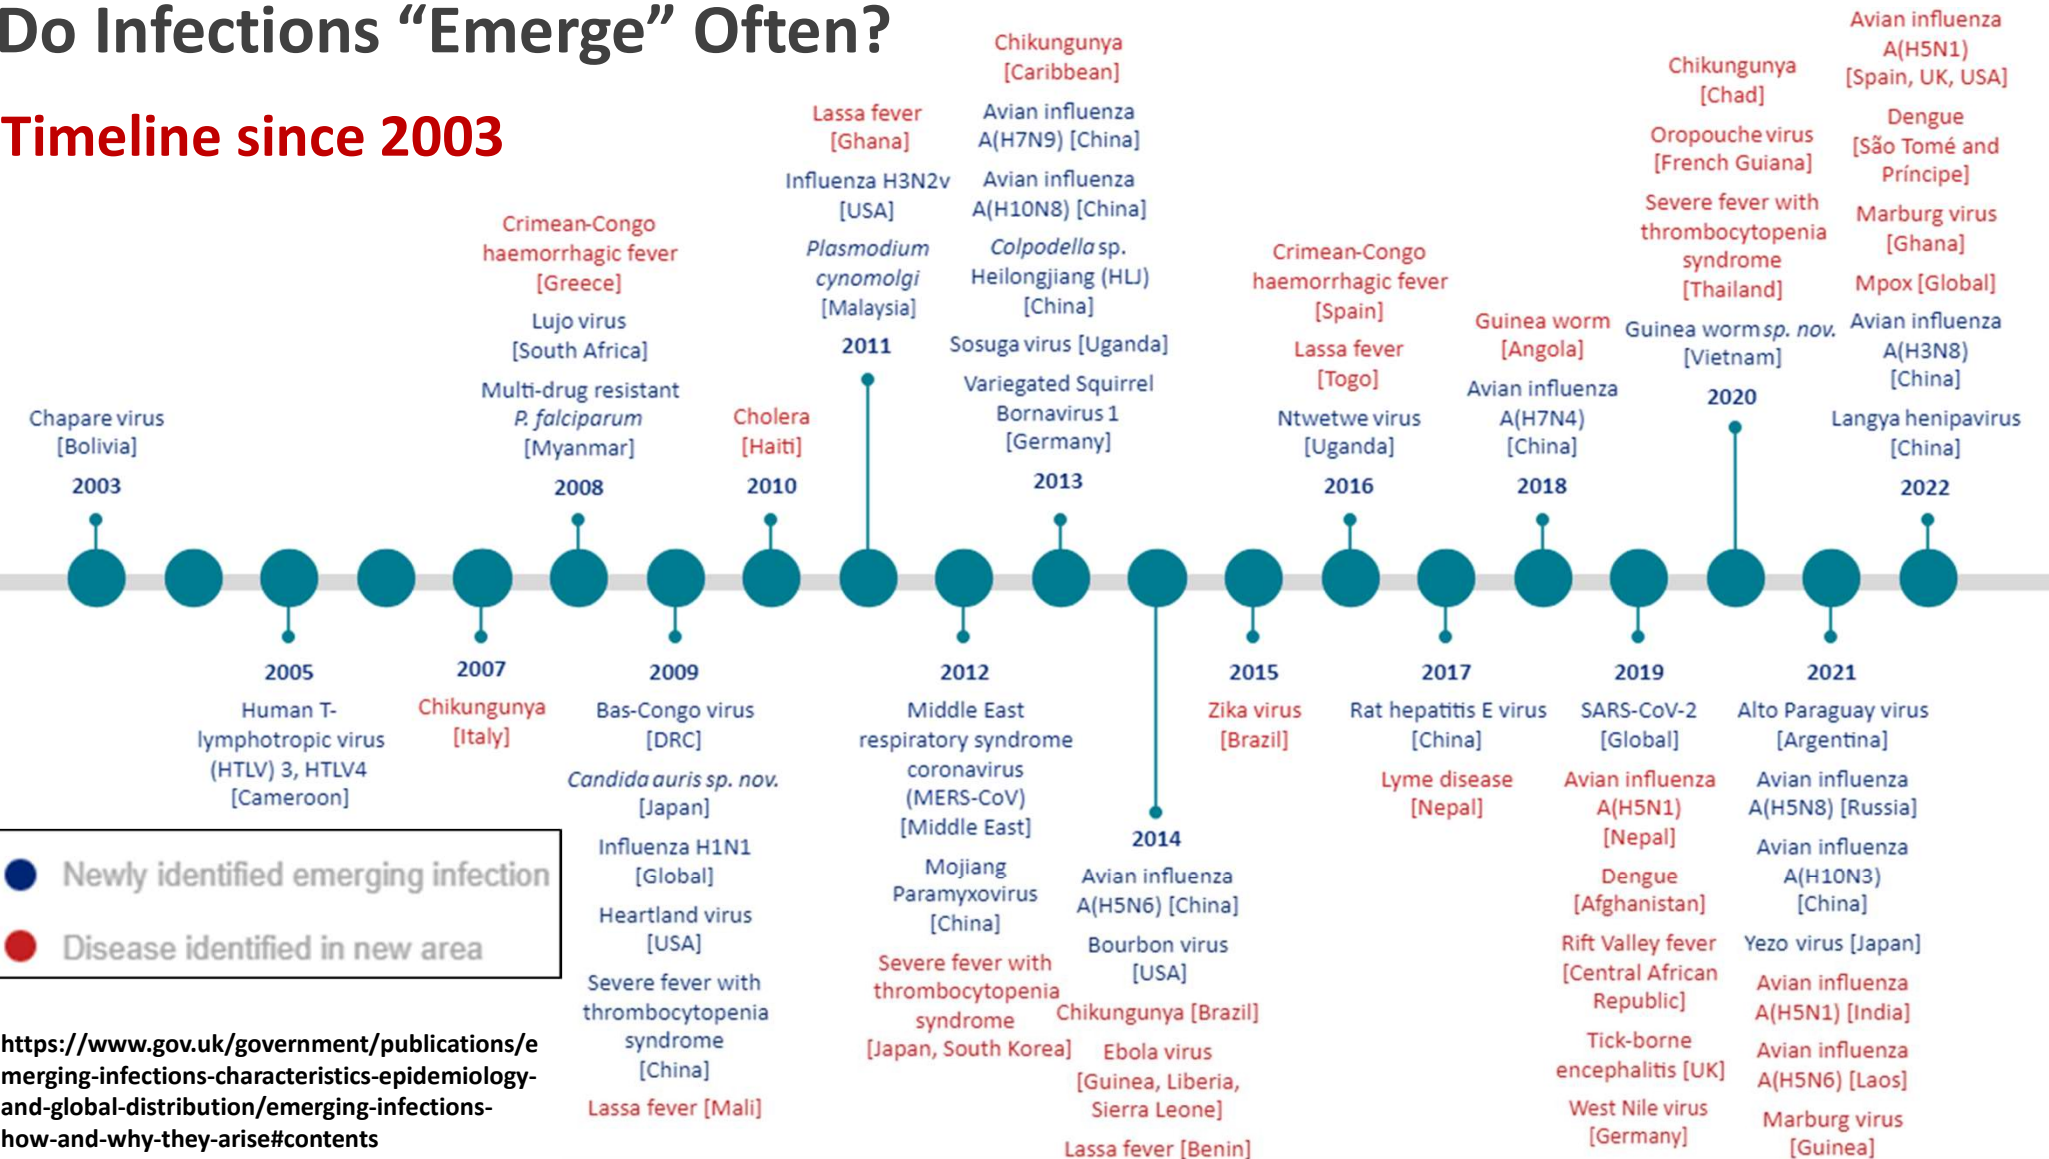 Do Infections “Emerge” Often?
Timeline since 2003
Chapare virus
[Bolivia]
2003
Crimean-Congo
haemorrhagic fever
[Greece]
Lujo virus
[South Africa]
Multi-drug resistant
P. falciparum
[Myanmar]
2008
Cholera
[Haiti]
2010
Lassa fever
[Ghana]
Influenza H3N2v
[USA]
Plasmodium
cynomolgi
[Malaysia]
2011
Chikungunya
[Caribbean]
Avian influenza
A(H7N9) [China]
Avian influenza
A(H10N8) [China]
Colpodella sp.
Heilongjiang (HLJ)
[China]
Sosuga virus [Uganda]
Variegated Squirrel
Bornavirus 1
[Germany]
2013
Crimean-Congo
haemorrhagic fever
[Spain]
Lassa fever
[Togo]
Ntwetwe virus
[Uganda]
2016
Guinea worm
[Angola]
Avian influenza
A(H7N4)
[China]
2018
Chikungunya
[Chad]
Oropouche virus
[French Guiana]
Severe fever with
thrombocytopenia
syndrome
[Thailand]
Guinea worm sp. nov.
[Vietnam]
2020
Avian influenza
A(H5N1)
[Spain, UK, USA]
Dengue
[São Tomé and
Príncipe]
Marburg virus
[Ghana]
Mpox [Global]
Avian influenza
A(H3N8)
[China]
Langya henipavirus
[China]
2022
2005
Human T-
lymphotropic virus
(HTLV) 3, HTLV4
[Cameroon]
2007
Chikungunya
[Italy]
2009
Bas-Congo virus
[DRC]
Candida auris sp. nov.
[Japan]
Influenza H1N1
[Global]
Heartland virus
[USA]
Severe fever with
thrombocytopenia
syndrome
[China]
Lassa fever [Mali]
2012
Middle East
respiratory syndrome
coronavirus
(MERS-CoV)
[Middle East]
Mojiang
Paramyxovirus
[China]
Severe fever with
thrombocytopenia
syndrome
[Japan, South Korea]
2014
Avian influenza
A(H5N6) [China]
Bourbon virus
[USA]
Chikungunya [Brazil]
Ebola virus
[Guinea, Liberia,
Sierra Leone]
Lassa fever [Benin]
2015
Zika virus
[Brazil]
2017
Rat hepatitis E virus
[China]
Lyme disease
[Nepal]
2019
SARS-CoV-2
[Global]
Avian influenza
A(H5N1)
[Nepal]
Dengue
[Afghanistan]
Rift Valley fever
[Central African
Republic]
Tick-borne
encephalitis [UK]
West Nile virus
[Germany]
2021
Alto Paraguay virus
[Argentina]
Avian influenza
A(H5N8) [Russia]
Avian influenza
A(H10N3)
[China]
Yezo virus [Japan]
Avian influenza
A(H5N1) [India]
Avian influenza
A(H5N6) [Laos]
Marburg virus
[Guinea]
Newly identified emerging infection
Disease identified in new area
https://www.gov.uk/government/publications/e
merging-infections-characteristics-epidemiology-
and-global-distribution/emerging-infections-
how-and-why-they-arise#contents